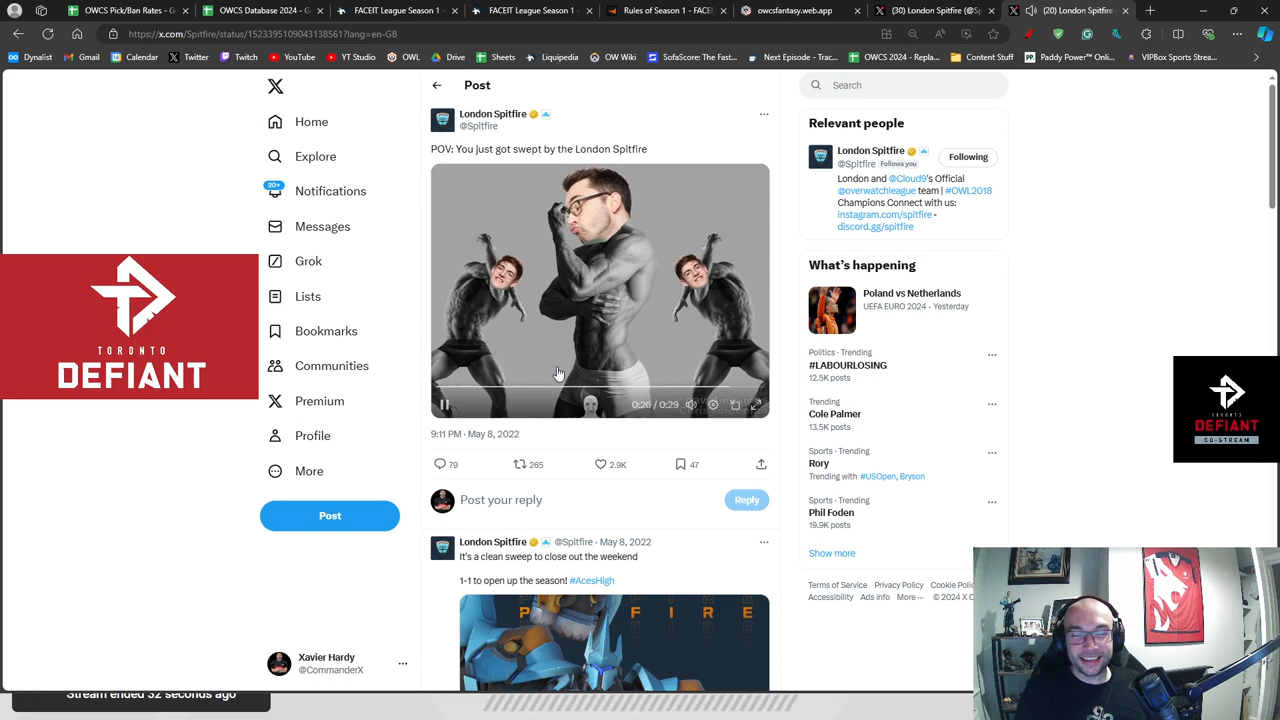 OWCS Pick/Ban Rates - G
OWCS Database 2024 - G
FACEIT League Season 1 -
FACEIT League Season 1 -
Rules of Season 1 - FACE
owcsfantasy.web.app
(30) London Spitfire (@Sp
(20) London Spitfire on
https://x.com/Spitfire/status/1523395109043138561?lang=en-GB
Dynalist
Gmail
Calendar
Twitter
Twitch
YouTube
YT Studio
OWL
Sheets
Liquipedia
OW Wiki
SofaScore: The Fast...
Next Episode - Track...
OWCS 2024 - Repla...
Content Stuff
Paddy Power™ Onli...
VIPBox Sports Strea...
Home
Explore
20+
Notifications
Messages
Grok
Lists
Bookmarks
Communities
Premium
Profile
More
Post
Xavier Hardy
@CommanderX
Stream ended 32 seconds ago
TORONTO
DEFIANT
Post
London Spitfire
@Spitfire
POV: You just got swept by the London Spitfire
0:26 / 0:29
9:11 PM · May 8, 2022
79
265
2.9K
47
Post your reply
Reply
London Spitfire @Spitfire · May 8, 2022
It's a clean sweep to close out the weekend
1-1 to open up the season! #AcesHigh
P F I R E
Search
Relevant people
London Spitfire
@Spitfire Follows you
Following
London and @Cloud9's Official
@overwatchleague team | #OWL2018
Champions Connect with us:
instagram.com/spitfire -
discord.gg/spitfire
What's happening
Poland vs Netherlands
UEFA EURO 2024 · Yesterday
Politics · Trending
#LABOURLOSING
12.5K posts
Trending
Cole Palmer
13.5K posts
Sports · Trending
Rory
Trending with #USOpen, Bryson
Sports · Trending
Phil Foden
19.9K posts
Show more
Terms of Service Privacy Policy Cookie
Accessibility Ads info More ··· © 2024 X
TORONTO
DEFIANT
CO-STREAM